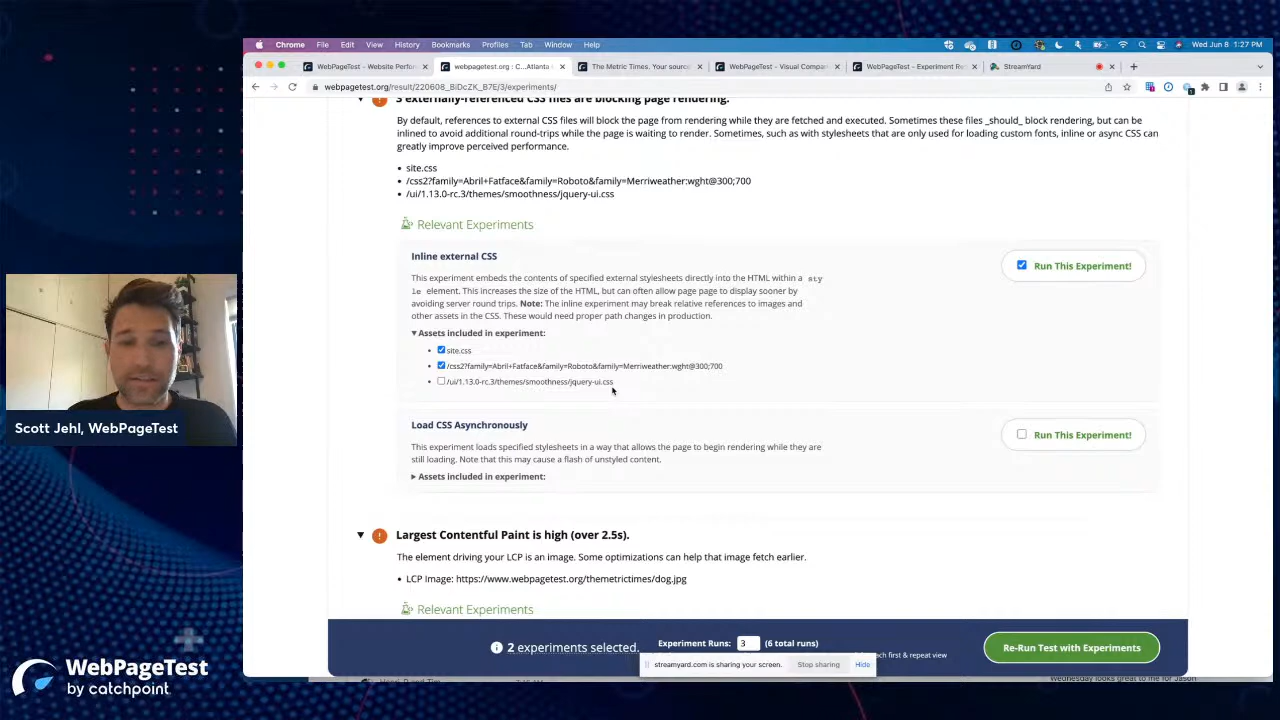 Chrome File Edit View History Bookmarks Profiles Tab Window Help
Wed Jun 8 1:27 PM
WebPageTest - Website Perfor
webpagetest.org : C...Atlanta
The Metric Times. Your source
WebPageTest - Visual Compa
WebPageTest - Experiment Re
StreamYard
webpagetest.org/result/220608_BiDcZK_B7E/3/experiments/
3 externally-referenced CSS files are blocking page rendering.
By default, references to external CSS files will block the page from rendering while they are fetched and executed. Sometimes these files _should_ block rendering, but can be
inlined to avoid additional round-trips while the page is waiting to render. Sometimes, such as with stylesheets that are only used for loading custom fonts, inline or async CSS can
greatly improve perceived performance.
• site.css
• /css2?family=Abril+Fatface&family=Roboto&family=Merriweather:wght@300;700
• /ui/1.13.0-rc.3/themes/smoothness/jquery-ui.css
Relevant Experiments
Inline external CSS
Run This Experiment!
This experiment embeds the contents of specified external stylesheets directly into the HTML within a sty
le element. This increases the size of the HTML, but can often allow page page to display sooner by
avoiding server round trips. Note: The inline experiment may break relative references to images and
other assets in the CSS. These would need proper path changes in production.
Assets included in experiment:
• site.css
• /css2?family=Abril+Fatface&family=Roboto&family=Merriweather:wght@300;700
• /ui/1.13.0-rc.3/themes/smoothness/jquery-ui.css
Load CSS Asynchronously
Run This Experiment!
This experiment loads specified stylesheets in a way that allows the page to begin rendering while they are
still loading. Note that this may cause a flash of unstyled content.
Assets included in experiment:
Largest Contentful Paint is high (over 2.5s).
The element driving your LCP is an image. Some optimizations can help that image fetch earlier.
• LCP Image: https://www.webpagetest.org/themetrictimes/dog.jpg
Relevant Experiments
2 experiments selected.
Experiment Runs: 3 (6 total runs)
each first & repeat view
Re-Run Test with Experiments
streamyard.com is sharing your screen. Stop sharing Hide
Wednesday looks great to me for Jason
Scott Jehl, WebPageTest
WebPageTest
by catchpoint